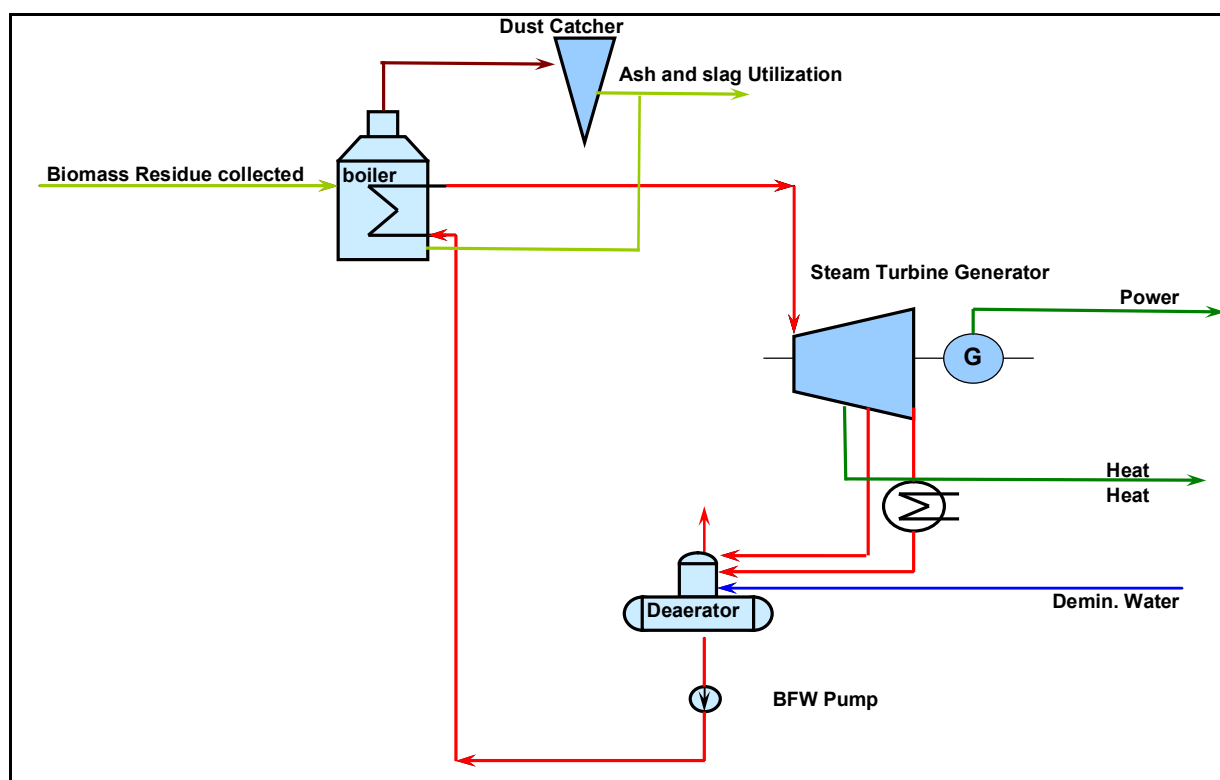 Dust Catcher
Ash and slag Utilization
Biomass Residue collected
boiler
Steam Turbine Generator
Power
G
Heat
Heat
Deaerator
Demin. Water
BFW Pump